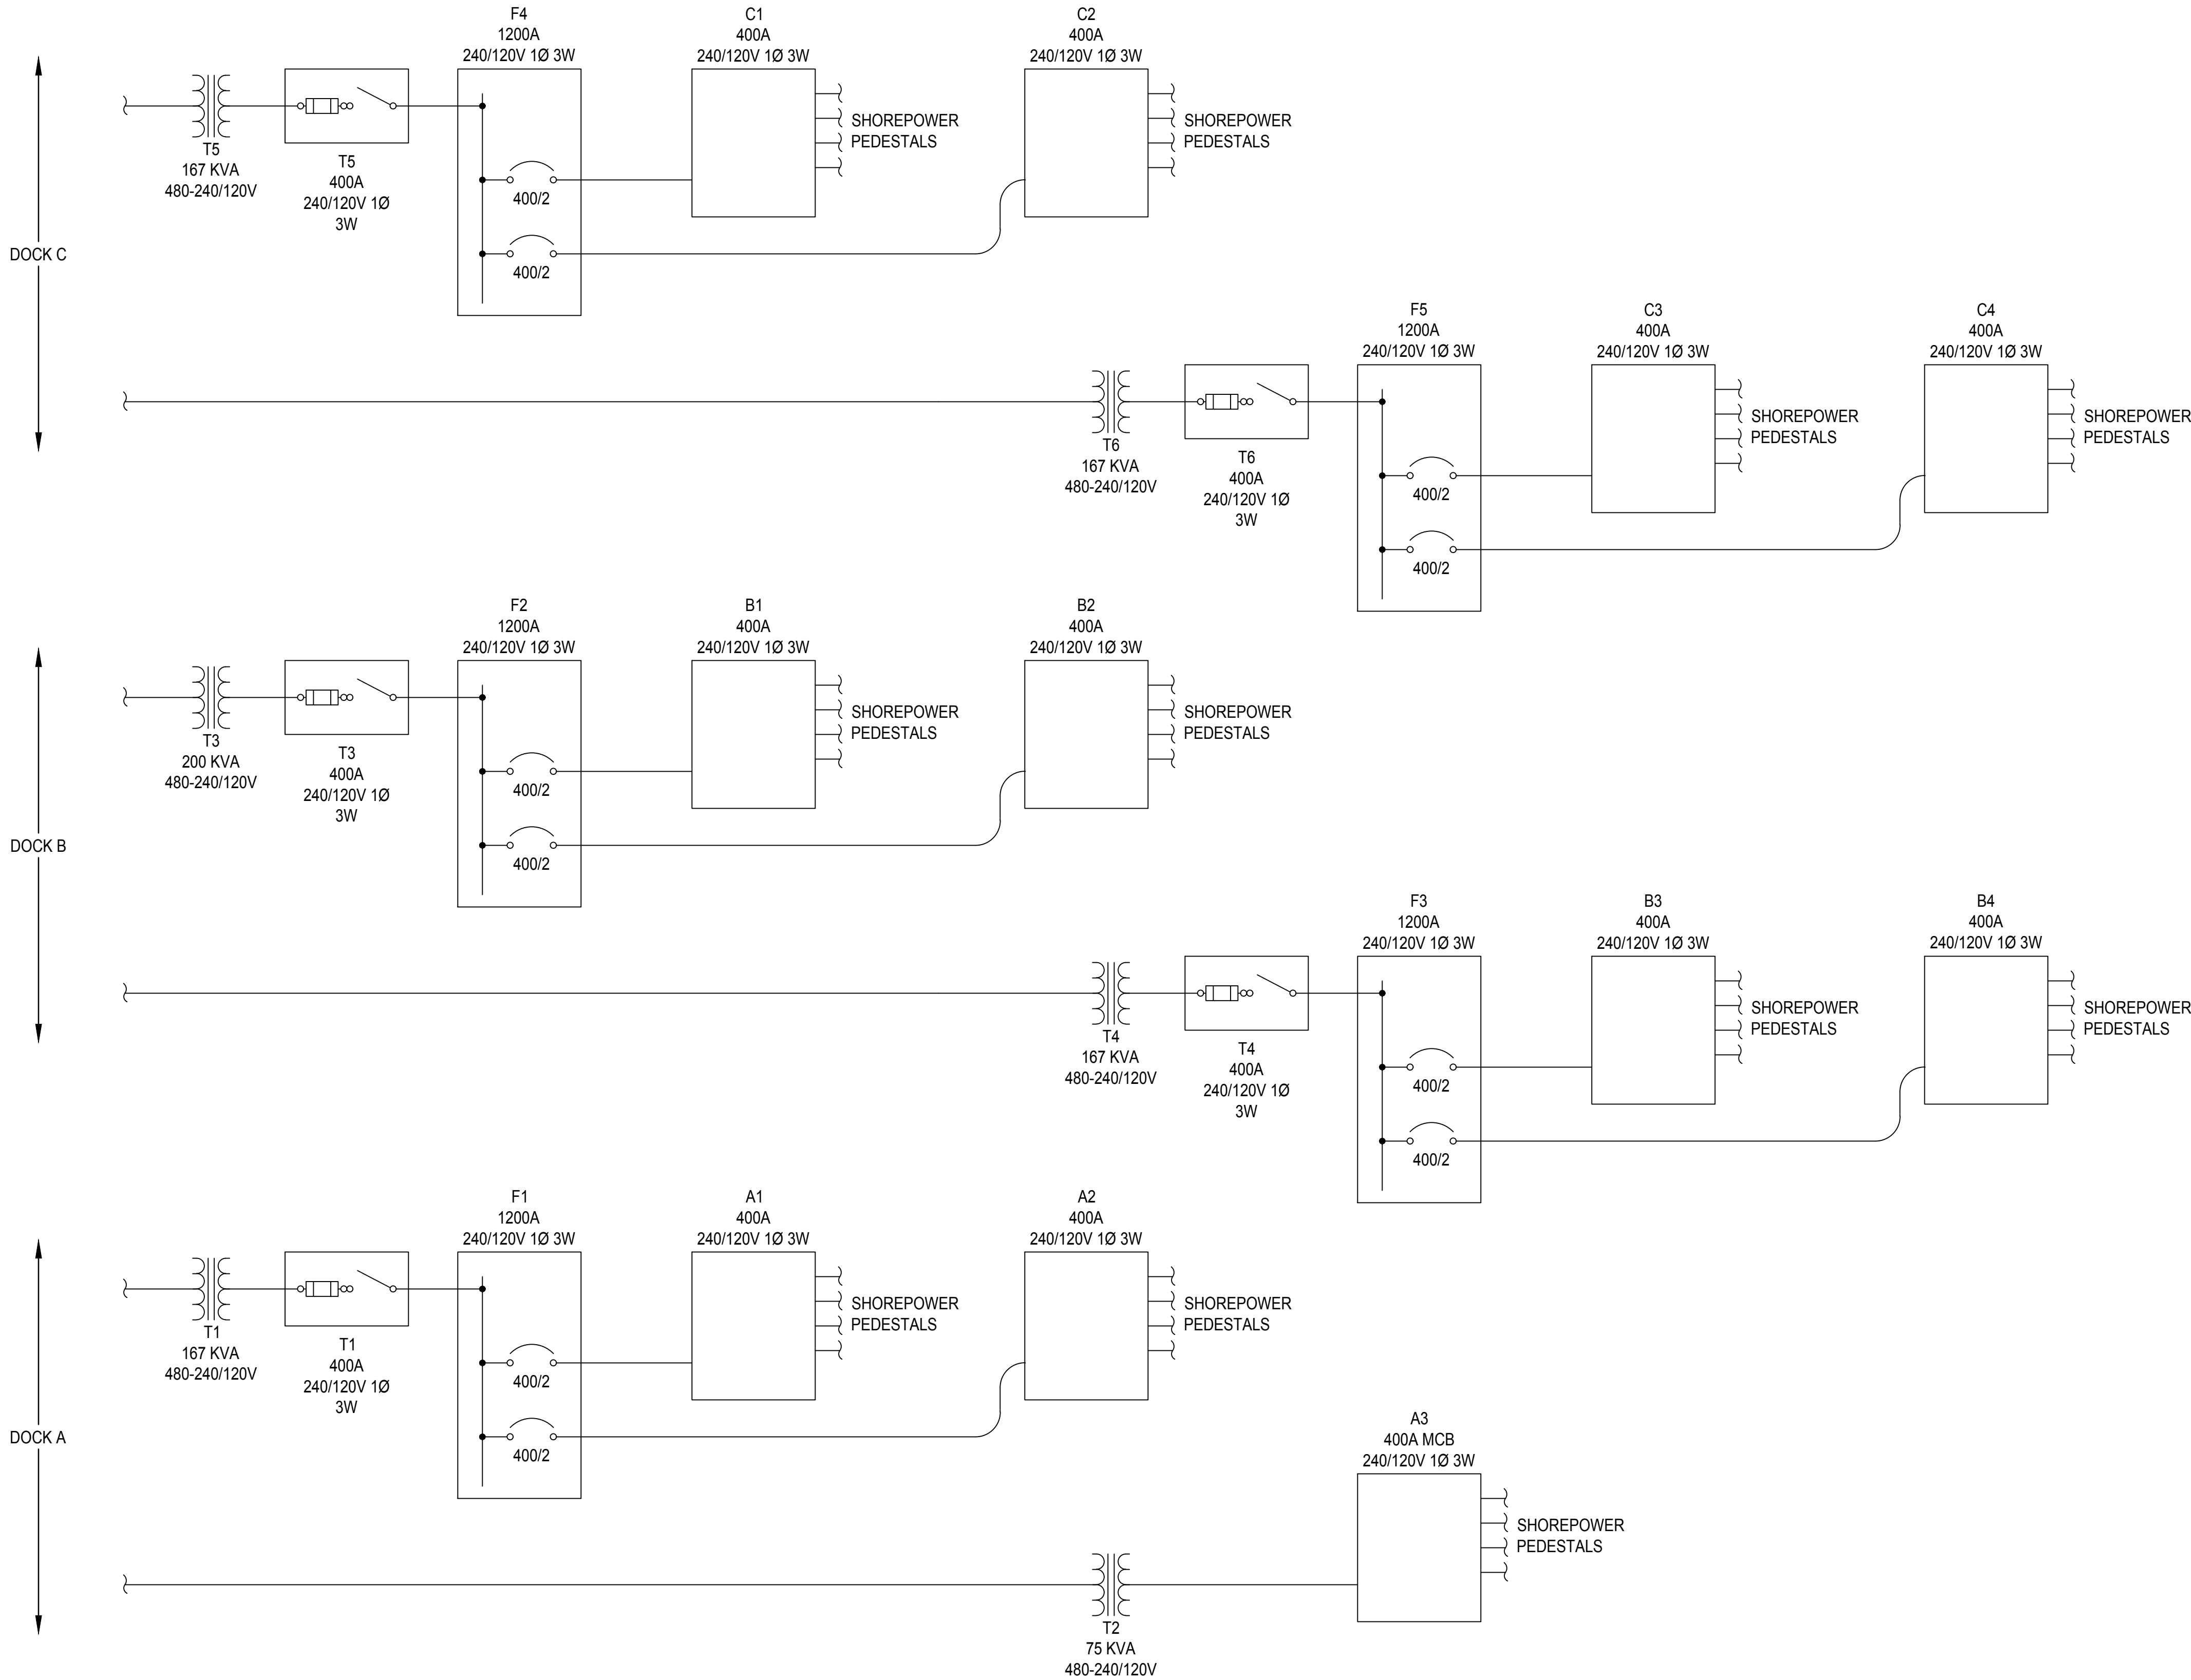 F4
1200A
240/120V 1Ø 3W
C1
400A
240/120V 1Ø 3W
C2
400A
240/120V 1Ø 3W
T5
167 KVA
480-240/120V
T5
400A
240/120V 1Ø
3W
400/2
400/2
SHOREPOWER
PEDESTALS
SHOREPOWER
PEDESTALS
DOCK C
F5
1200A
240/120V 1Ø 3W
C3
400A
240/120V 1Ø 3W
C4
400A
240/120V 1Ø 3W
T6
167 KVA
480-240/120V
T6
400A
240/120V 1Ø
3W
400/2
400/2
SHOREPOWER
PEDESTALS
SHOREPOWER
PEDESTALS
F2
1200A
240/120V 1Ø 3W
B1
400A
240/120V 1Ø 3W
B2
400A
240/120V 1Ø 3W
T3
200 KVA
480-240/120V
T3
400A
240/120V 1Ø
3W
400/2
400/2
SHOREPOWER
PEDESTALS
SHOREPOWER
PEDESTALS
DOCK B
F3
1200A
240/120V 1Ø 3W
B3
400A
240/120V 1Ø 3W
B4
400A
240/120V 1Ø 3W
T4
167 KVA
480-240/120V
T4
400A
240/120V 1Ø
3W
400/2
400/2
SHOREPOWER
PEDESTALS
SHOREPOWER
PEDESTALS
F1
1200A
240/120V 1Ø 3W
A1
400A
240/120V 1Ø 3W
A2
400A
240/120V 1Ø 3W
T1
167 KVA
480-240/120V
T1
400A
240/120V 1Ø
3W
400/2
400/2
SHOREPOWER
PEDESTALS
SHOREPOWER
PEDESTALS
DOCK A
A3
400A MCB
240/120V 1Ø 3W
SHOREPOWER
PEDESTALS
T2
75 KVA
480-240/120V